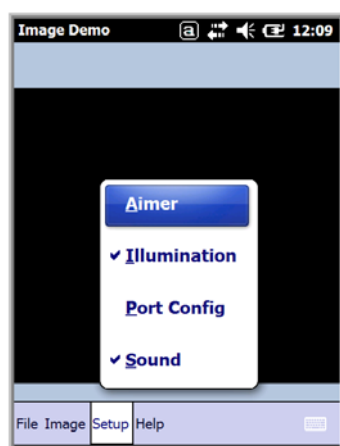 Image Demo a 12:09
Aimer
✔ Illumination
Port Config
✔ Sound
File Image Setup Help